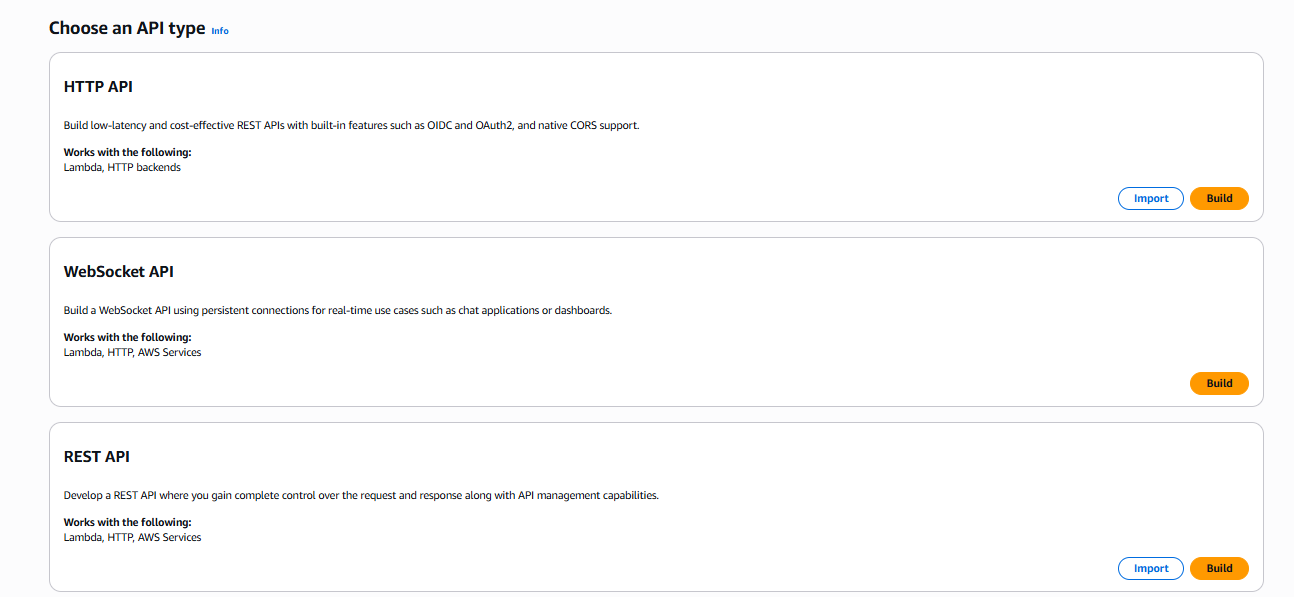 Choose an API type Info
HTTP API
Build low-latency and cost-effective REST APIs with built-in features such as OIDC and OAuth2, and native CORS support.
Works with the following:
Lambda, HTTP backends
Import Build
WebSocket API
Build a WebSocket API using persistent connections for real-time use cases such as chat applications or dashboards.
Works with the following:
Lambda, HTTP, AWS Services
Build
REST API
Develop a REST API where you gain complete control over the request and response along with API management capabilities.
Works with the following:
Lambda, HTTP, AWS Services
Import Build